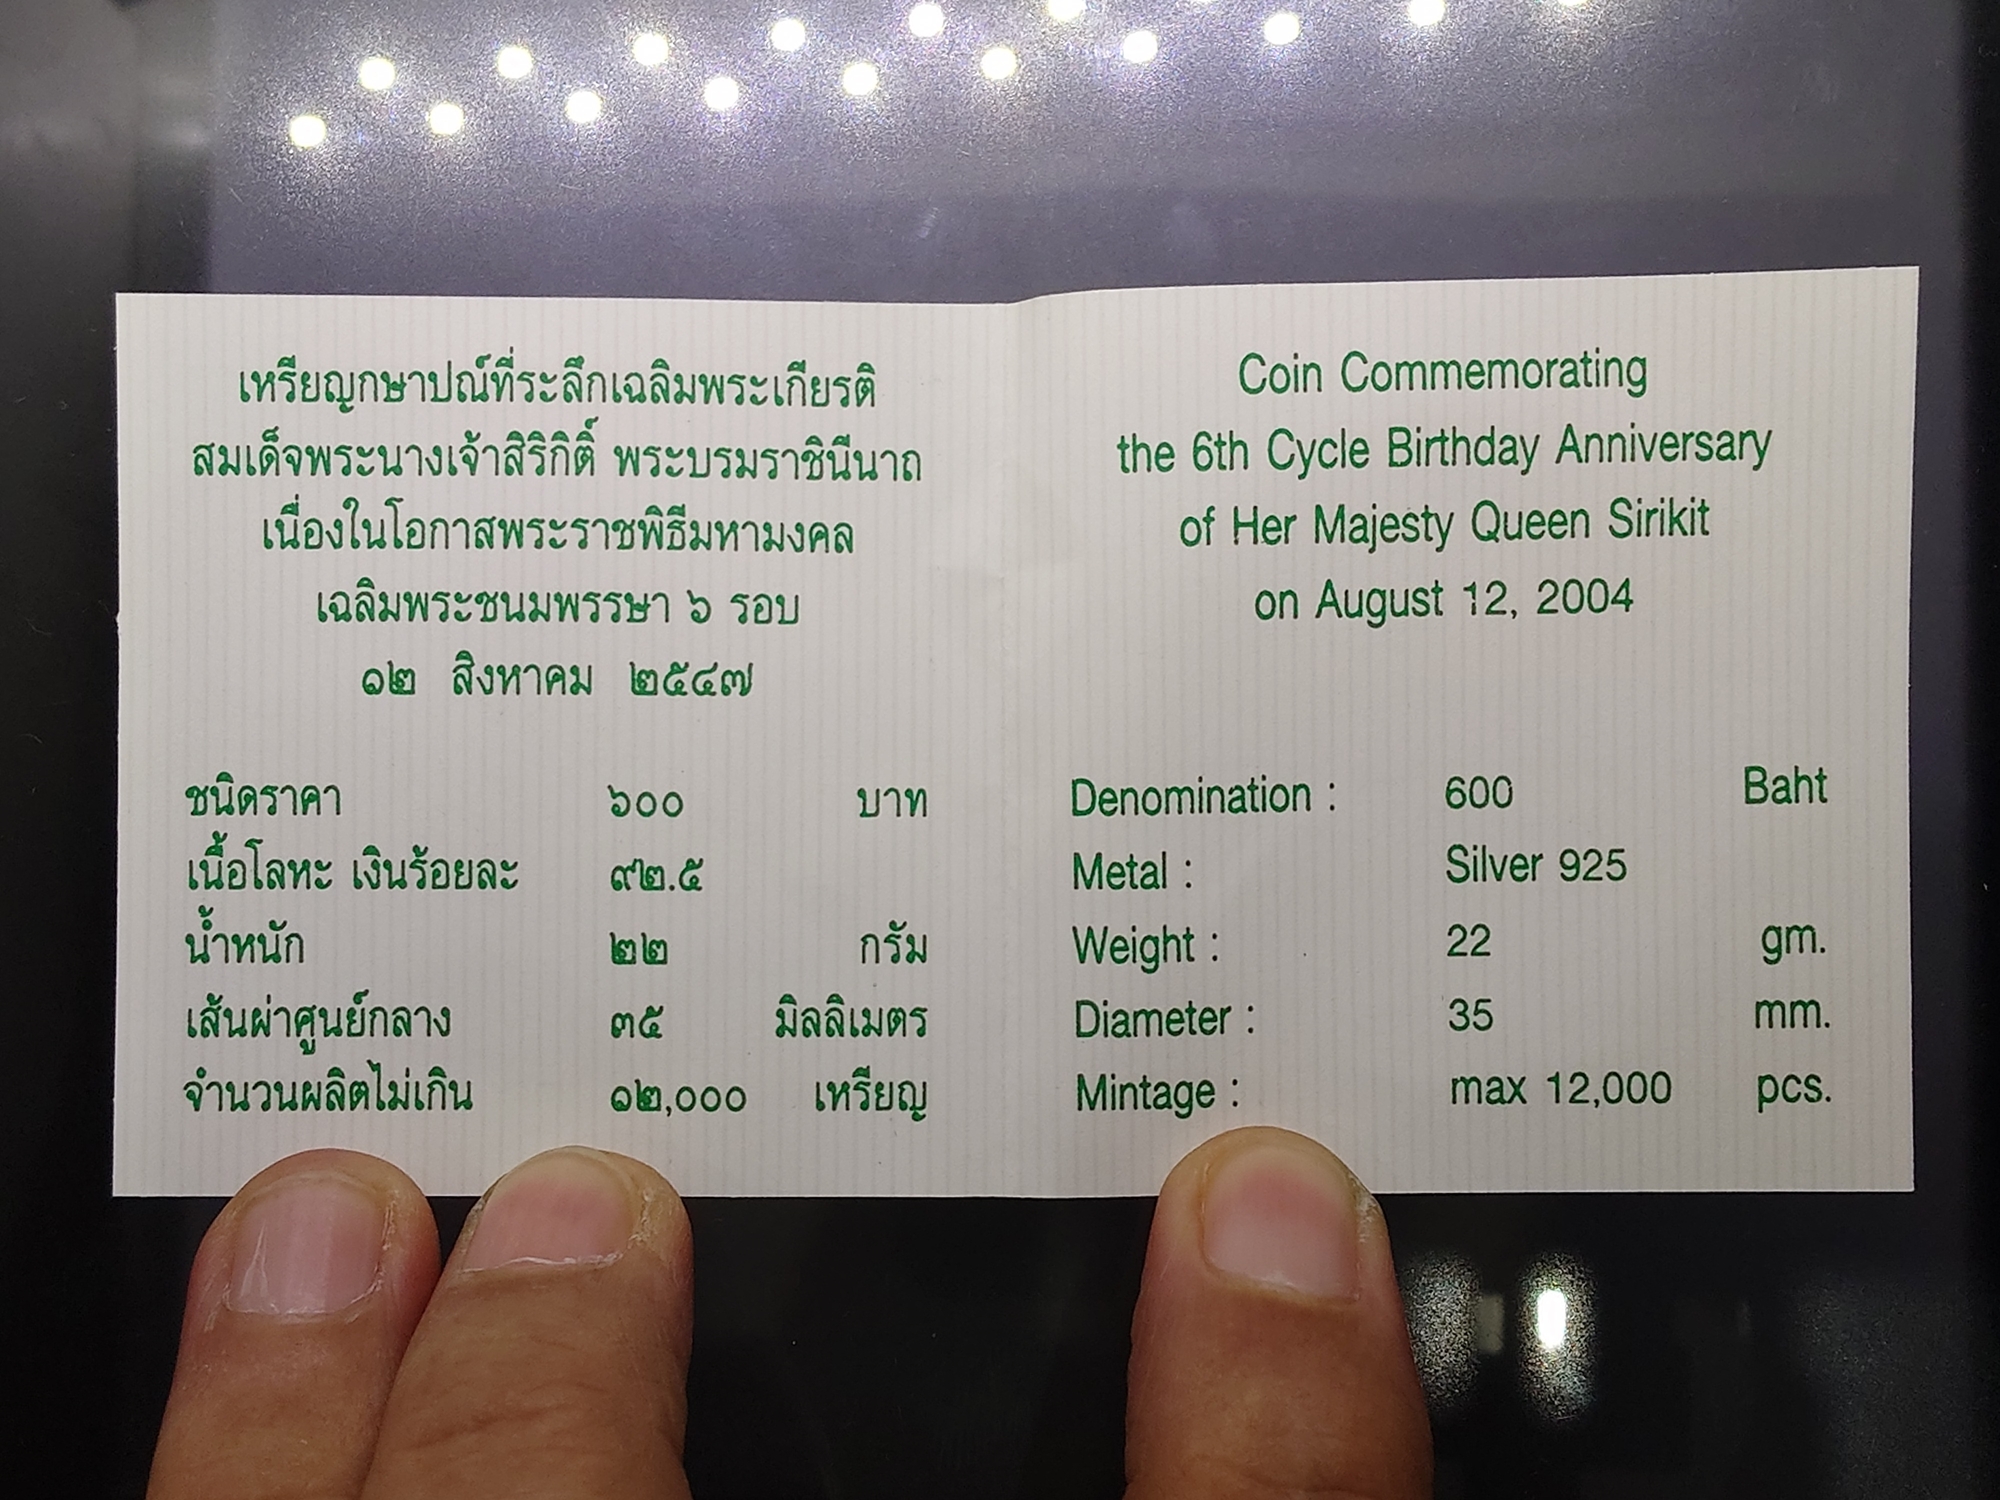 เหรียญกษาปณ์ที่ระลึกเฉลิมพระเกียรติ
สมเด็จพระนางเจ้าสิริกิติ์ พระบรมราชินีนาถ
เนื่องในโอกาสพระราชพิธีมหามงคล
เฉลิมพระชนมพรรษา ๖ รอบ
๑๒ สิงหาคม ๒๕๔๗
ชนิดราคา ๖๐๐ บาท
เนื้อโลหะ เงินร้อยละ ๙๒.๕
น้ำหนัก ๒๒ กรัม
เส้นผ่าศูนย์กลาง ๓๕ มิลลิเมตร
จำนวนผลิตไม่เกิน ๑๒,๐๐๐ เหรียญ
Coin Commemorating
the 6th Cycle Birthday Anniversary
of Her Majesty Queen Sirikit
on August 12, 2004
Denomination : 600 Baht
Metal : Silver 925
Weight : 22 gm.
Diameter : 35 mm.
Mintage : max 12,000 pcs.